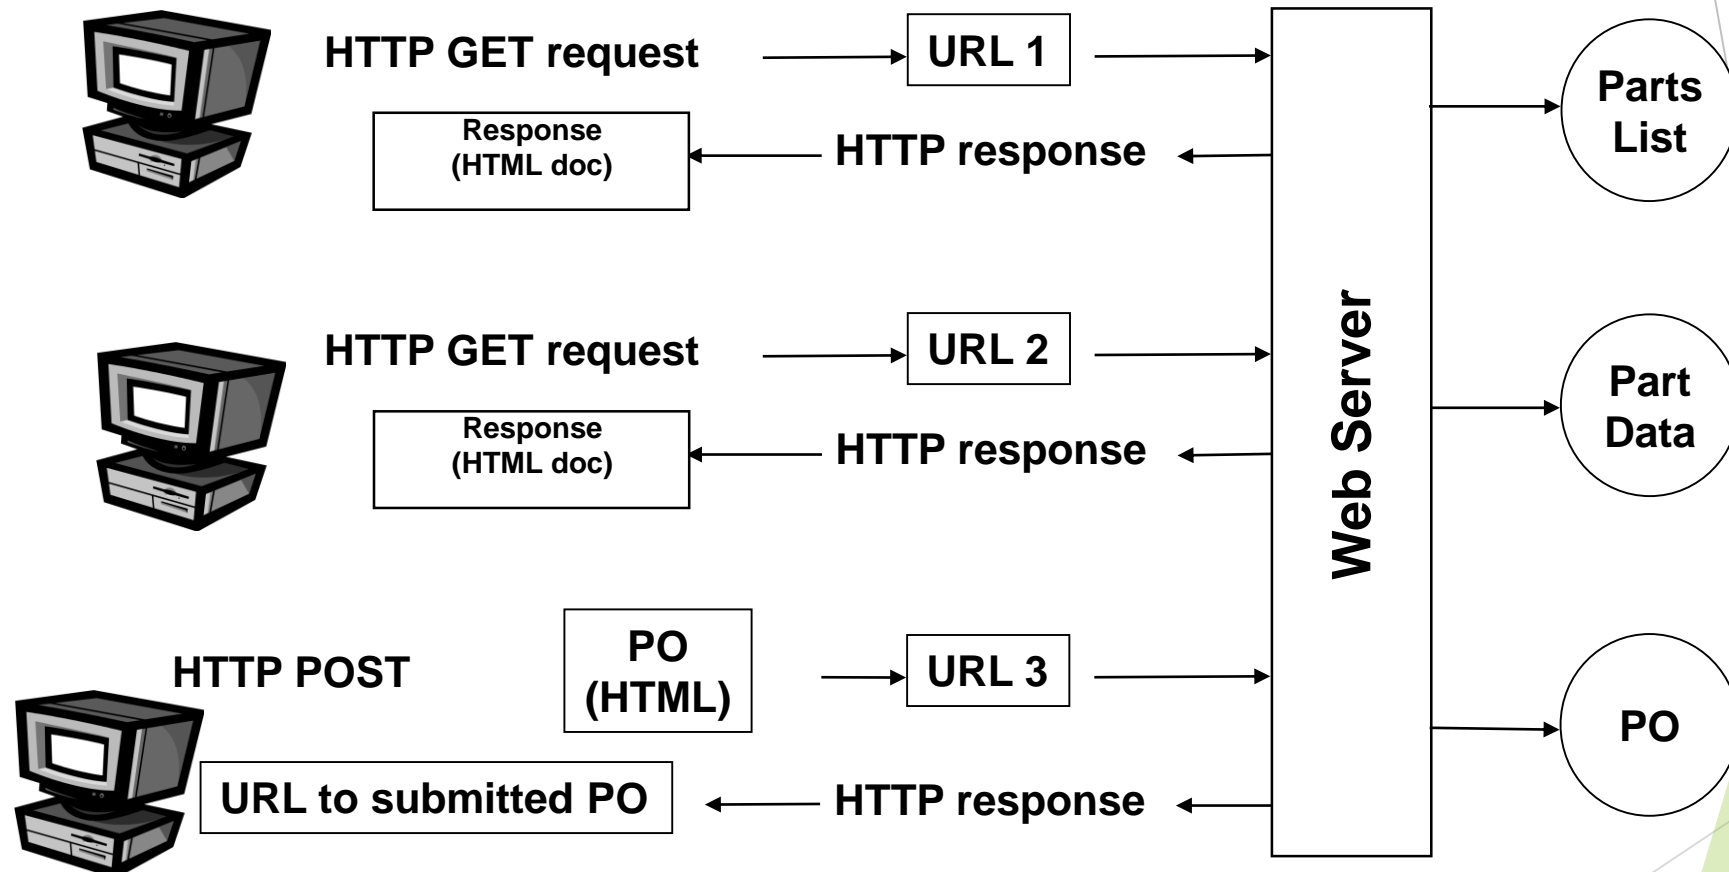 HTTP GET request
URL 1
Parts
List
Response
(HTML doc)
HTTP response
Web Server
HTTP GET request
URL 2
Part
Data
Response
(HTML doc)
HTTP response
HTTP POST
PO
(HTML)
URL 3
PO
URL to submitted PO
HTTP response